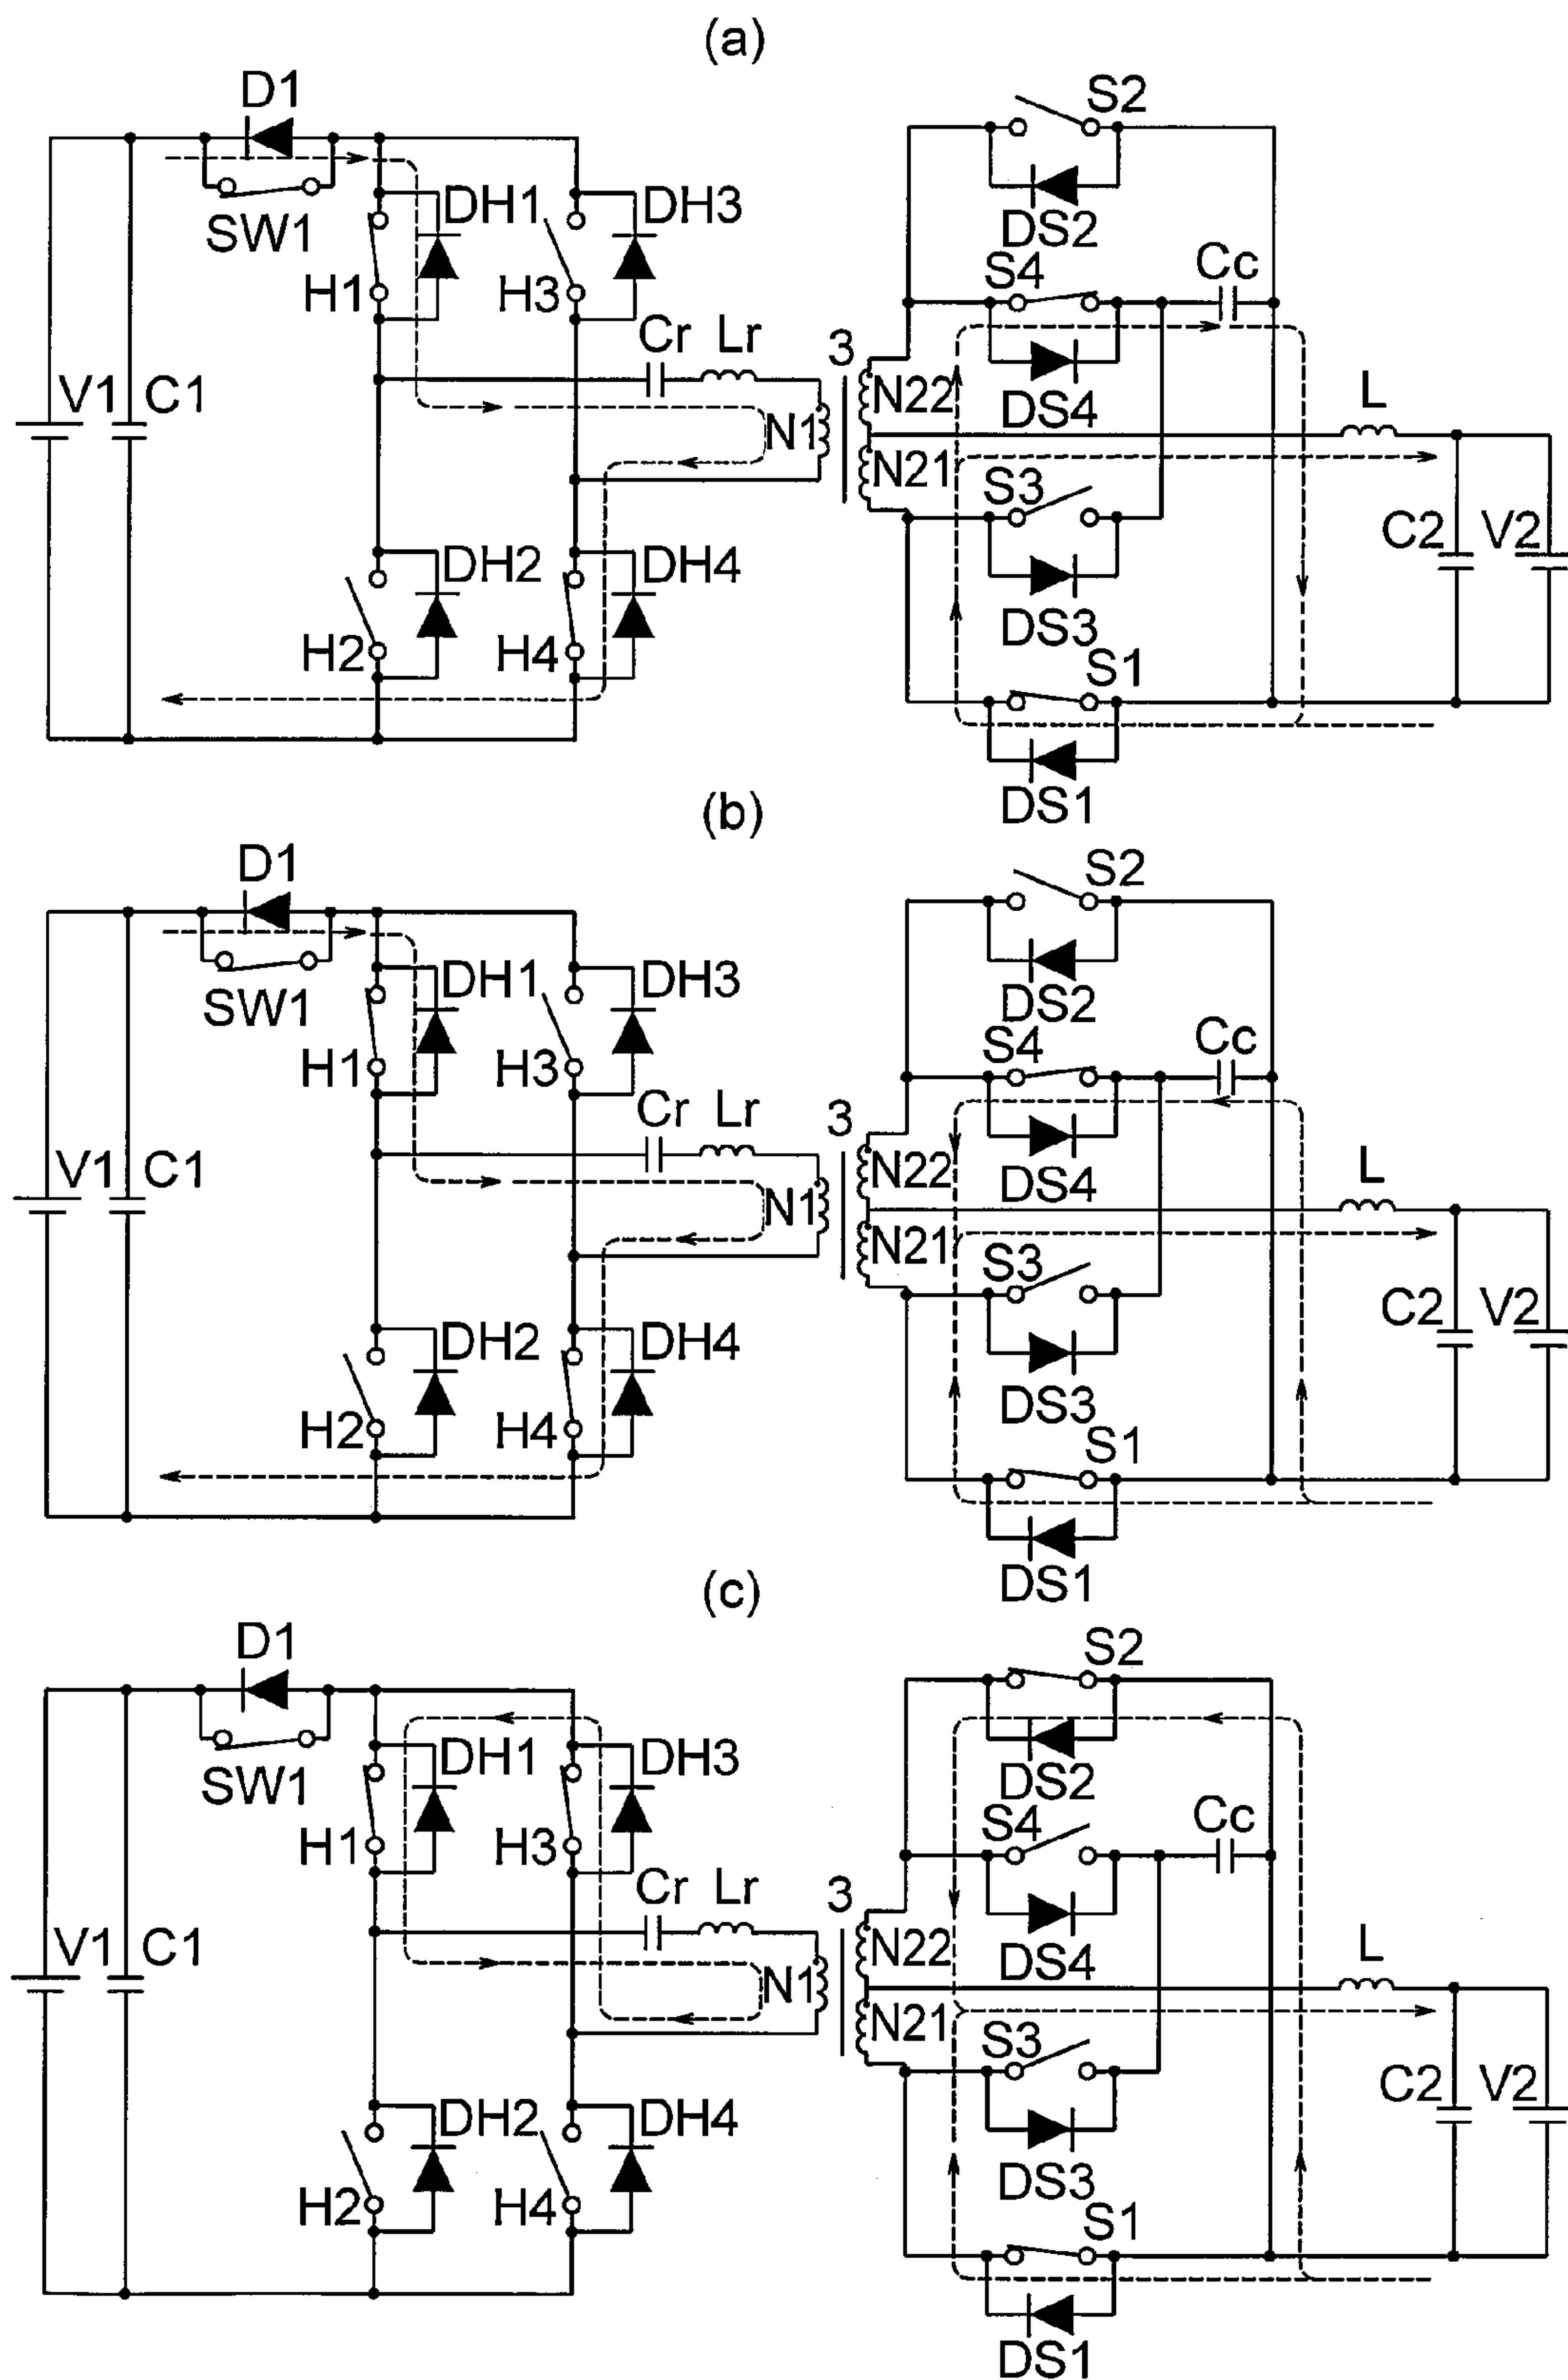 (a)
D1
S2
SW1
DH1
DH3
DS2
H1
H3
S4
Cc
Cr
Lr
3
V1
C1
N1
N22
DS4
L
N21
S3
C2
V2
DH2
DH4
DS3
H2
H4
S1
DS1
(b)
D1
S2
SW1
DH1
DH3
DS2
H1
H3
S4
Cc
Cr
Lr
3
V1
C1
N1
N22
DS4
L
N21
S3
C2
V2
DH2
DH4
DS3
H2
H4
S1
DS1
(c)
D1
S2
SW1
DH1
DH3
DS2
H1
H3
S4
Cc
Cr
Lr
3
V1
C1
N1
N22
DS4
L
N21
S3
C2
V2
DH2
DH4
DS3
H2
H4
S1
DS1